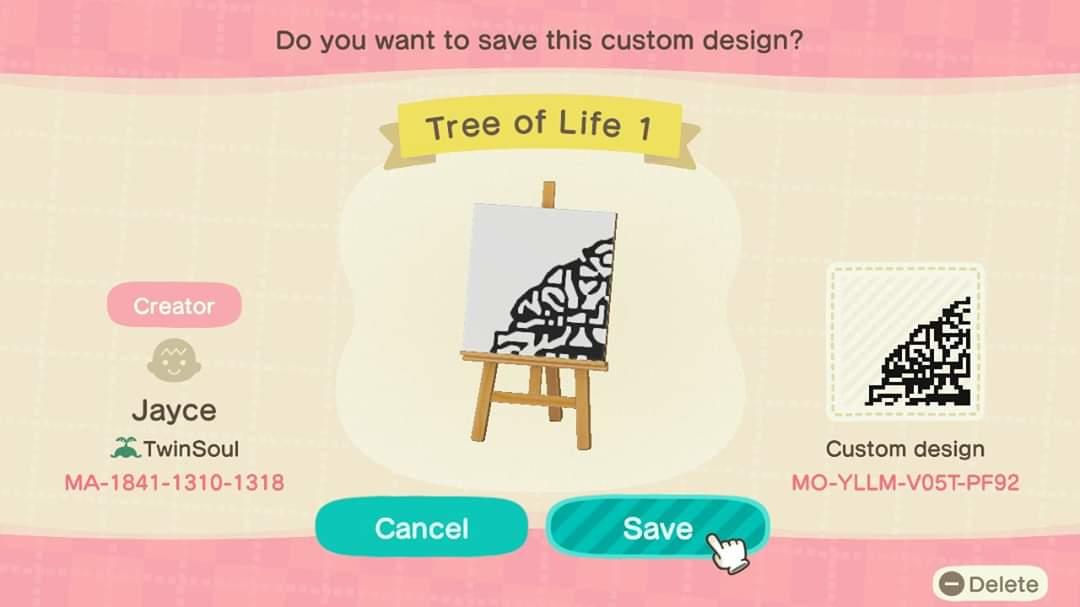 Do you want to save this custom design?
Tree of Life 1
Creator
Jayce
TwinSoul
MA-1841-1310-1318
Custom design
MO-YLLM-V05T-PF92
Cancel
Save
Delete